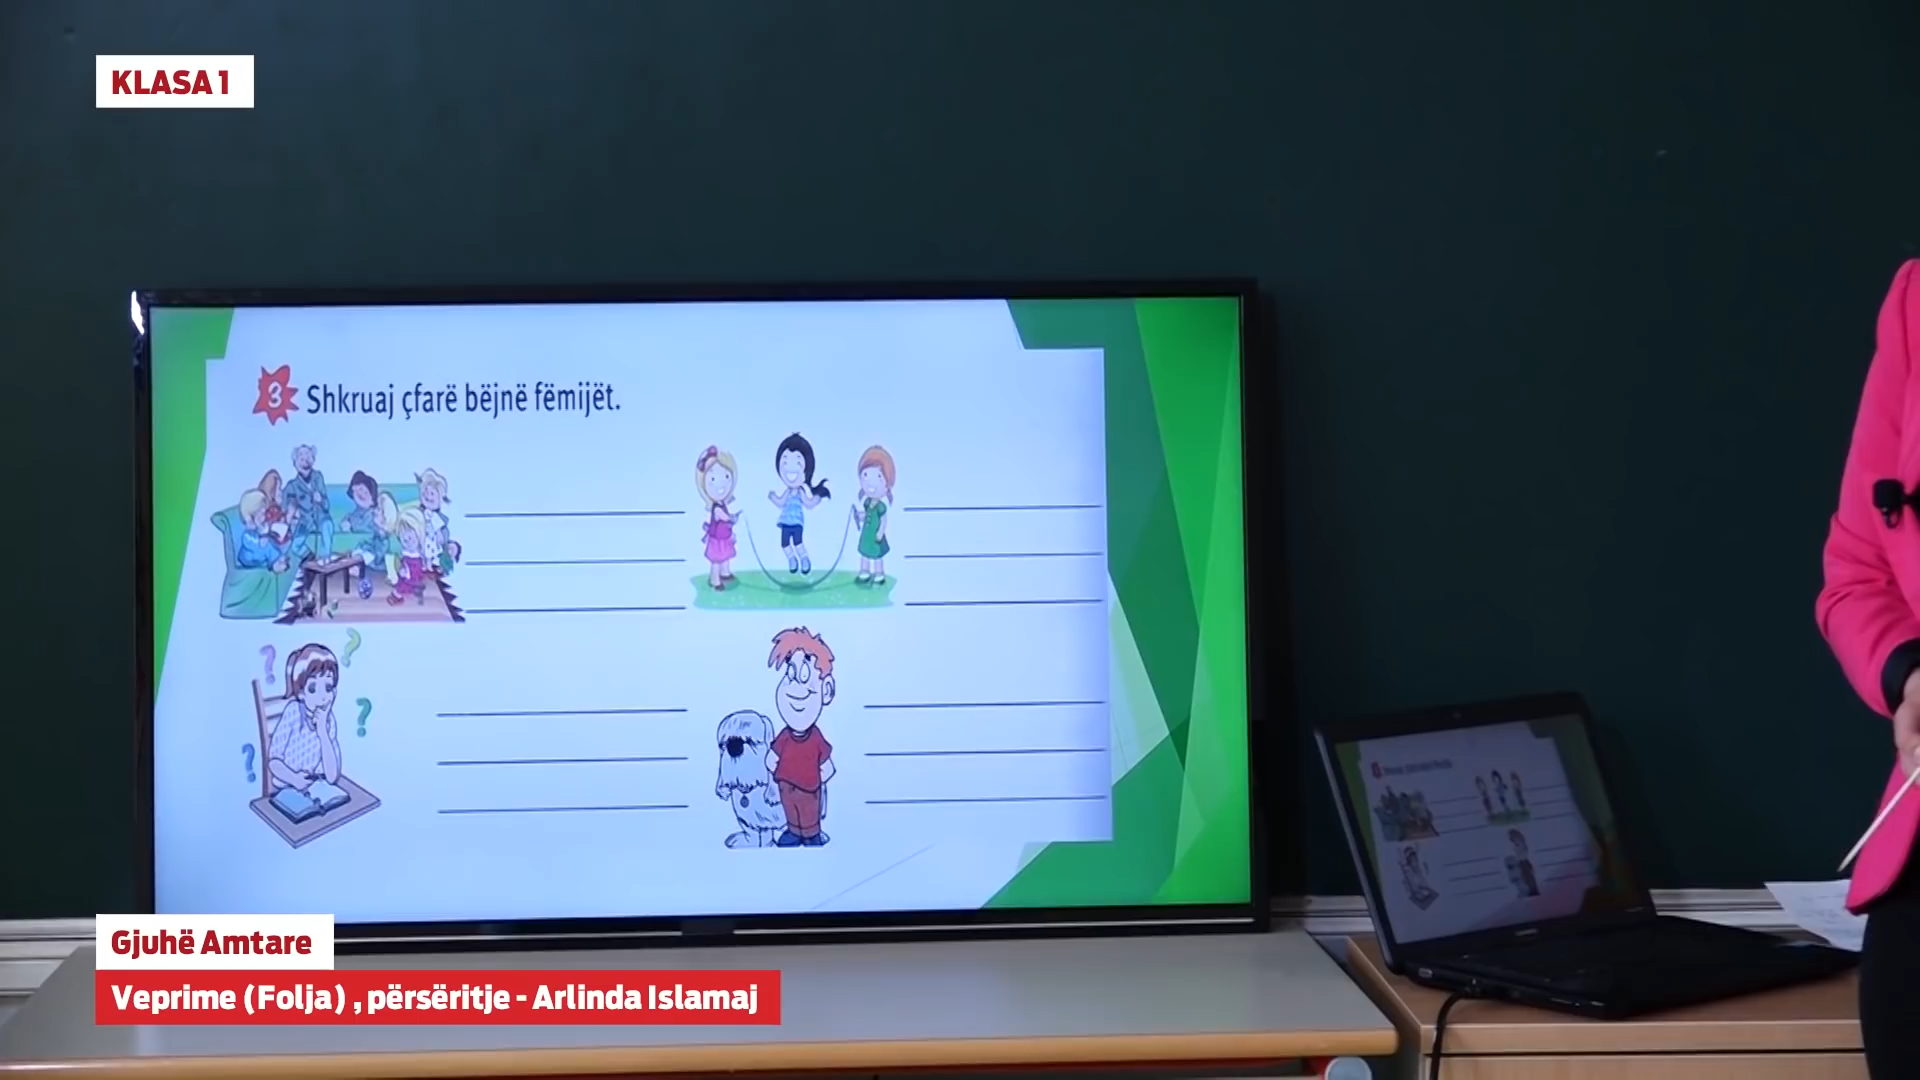 KLASA 1
3 Shkruaj çfarë bëjnë fëmijët.
Gjuhë Amtare
Veprime (Folja) , përsëritje - Arlinda Islamaj